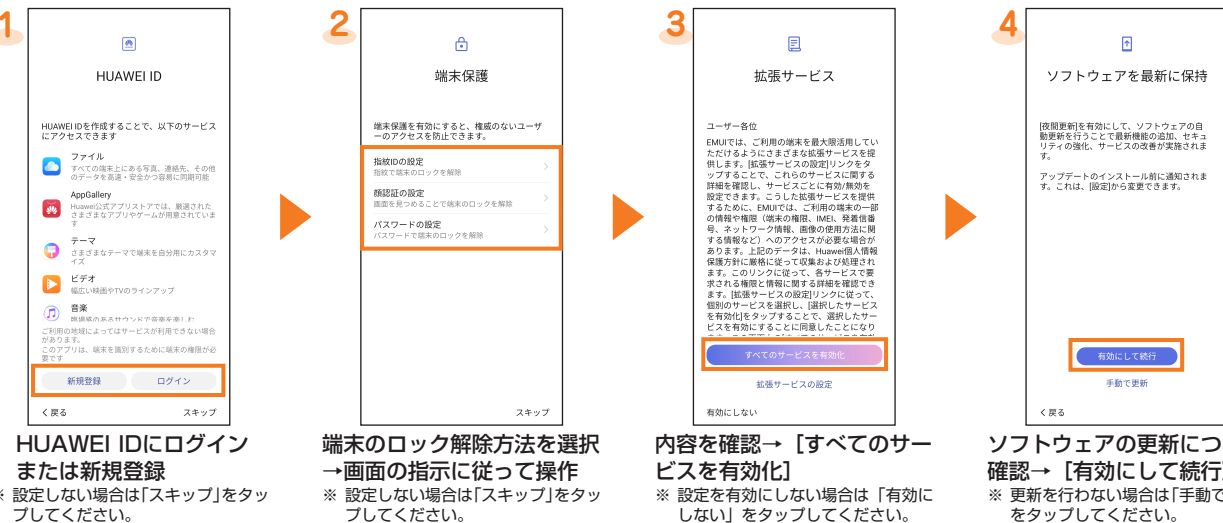 1
HUAWEI ID
HUAWEI IDを作成することで、以下のサービス
にアクセスできます
ファイル
すべての端末上にある写真、連絡先、その他
のデータを高速・安全かつ容易に同期可能
AppGallery
Huawei公式アプリストアでは、厳選された
さまざまなアプリやゲームが用意されていま
す
テーマ
さまざまなテーマで端末を自分用にカスタマ
イズ
ビデオ
幅広い映画やTVのラインアップ
音楽
臨場感のあるサウンドで音楽を楽しむ
ご利用の地域によってはサービスが利用できない場合
があります。
このアプリは、端末を識別するために端末の権限が必
要です
新規登録 ログイン
く戻る スキップ
HUAWEI IDにログイン
または新規登録
※ 設定しない場合は「スキップ」をタッ
プしてください。
2
端末保護
端末保護を有効にすると、権威のないユーザ
ーのアクセスを防止できます。
指紋IDの設定
指紋で端末のロックを解除
顔認証の設定
画面を見つめることで端末のロックを解除
パスワードの設定
パスワードで端末のロックを解除
スキップ
端末のロック解除方法を選択
→画面の指示に従って操作
※ 設定しない場合は「スキップ」をタッ
プしてください。
3
拡張サービス
ユーザー各位
EMUIでは、ご利用の端末を最大限活用してい
ただけるようにさまざまな拡張サービスを提
供します。[拡張サービスの設定]リンクをタ
ップすることで、これらのサービスに関する
詳細を確認し、サービスごとに有効/無効を
設定できます。こうした拡張サービスを提供
するために、EMUIでは、ご利用の端末の一部
の情報や権限（端末の権限、IMEI、発着信番
号、ネットワーク情報、画像の使用方法に関
する情報など）へのアクセスが必要な場合が
あります。上記のデータは、Huawei個人情報
保護方針に厳格に従って収集および処理され
ます。このリンクに従って、各サービスで要
求される権限と情報に関する詳細を確認でき
ます。[拡張サービスの設定]リンクに従って、
個別のサービスを選択し、[選択したサービス
を有効化]をタップすることで、選択したサー
ビスを有効にすることに同意したことになり
すべてのサービスを有効化
拡張サービスの設定
有効にしない
内容を確認→［すべてのサー
ビスを有効化］
※ 設定を有効にしない場合は「有効に
しない」をタップしてください。
4
ソフトウェアを最新に保持
[夜間更新]を有効にして、ソフトウェアの自
動更新を行うことで最新機能の追加、セキュ
リティの強化、サービスの改善が実施されま
す。
アップデートのインストール前に通知されま
す。これは、[設定]から変更できます。
有効にして続行
手動で更新
く戻る
ソフトウェアの更新につ
確認→［有効にして続行
※ 更新を行わない場合は「手動で
をタップしてください。